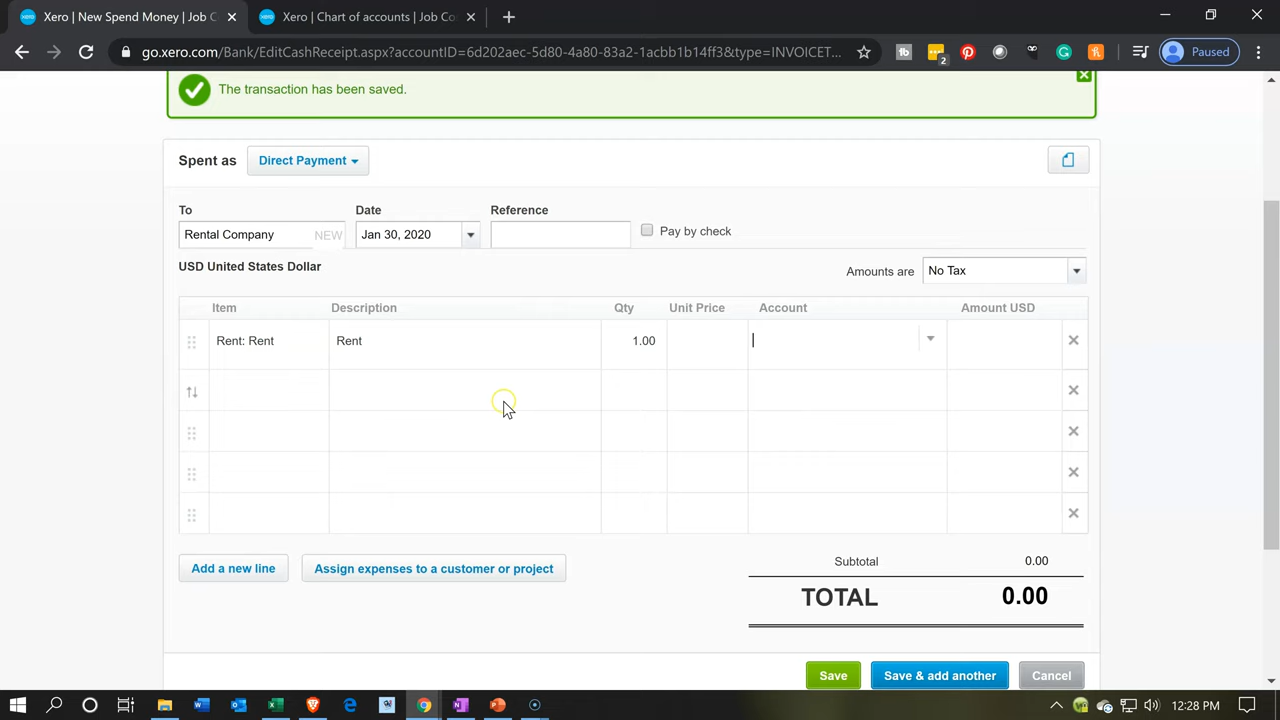 Xero | New Spend Money | Job C
Xero | Chart of accounts | Job Co
go.xero.com/Bank/EditCashReceipt.aspx?accountID=6d202aec-5d80-4a80-83a2-1acbb1b14ff3&type=INVOICET...
2
Paused
The transaction has been saved.
Spent as
Direct Payment
To
Date
Reference
Rental Company
NEW
Jan 30, 2020
Pay by check
USD United States Dollar
Amounts are
No Tax
Item
Description
Qty
Unit Price
Account
Amount USD
Rent: Rent
Rent
1.00
Add a new line
Assign expenses to a customer or project
Subtotal
0.00
TOTAL
0.00
Save
Save & add another
Cancel
12:28 PM